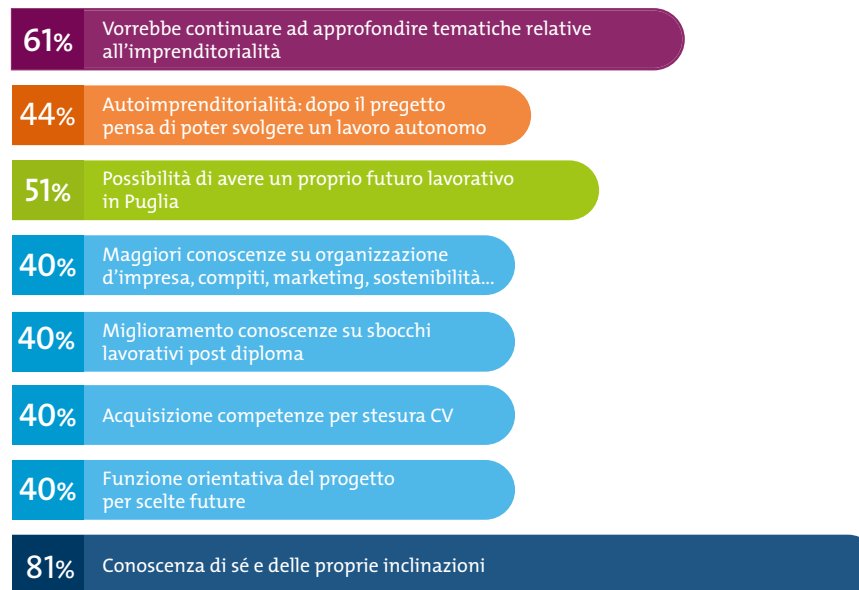 61% Vorrebbe continuare ad approfondire tematiche relative
all'imprenditorialità
44% Autoimprenditorialità: dopo il pregetto
pensa di poter svolgere un lavoro autonomo
51% Possibilità di avere un proprio futuro lavorativo
in Puglia
40% Maggiori conoscenze su organizzazione
d'impresa, compiti, marketing, sostenibilità...
40% Miglioramento conoscenze su sbocchi
lavorativi post diploma
40% Acquisizione competenze per stesura CV
40% Funzione orientativa del progetto
per scelte future
81% Conoscenza di sé e delle proprie inclinazioni